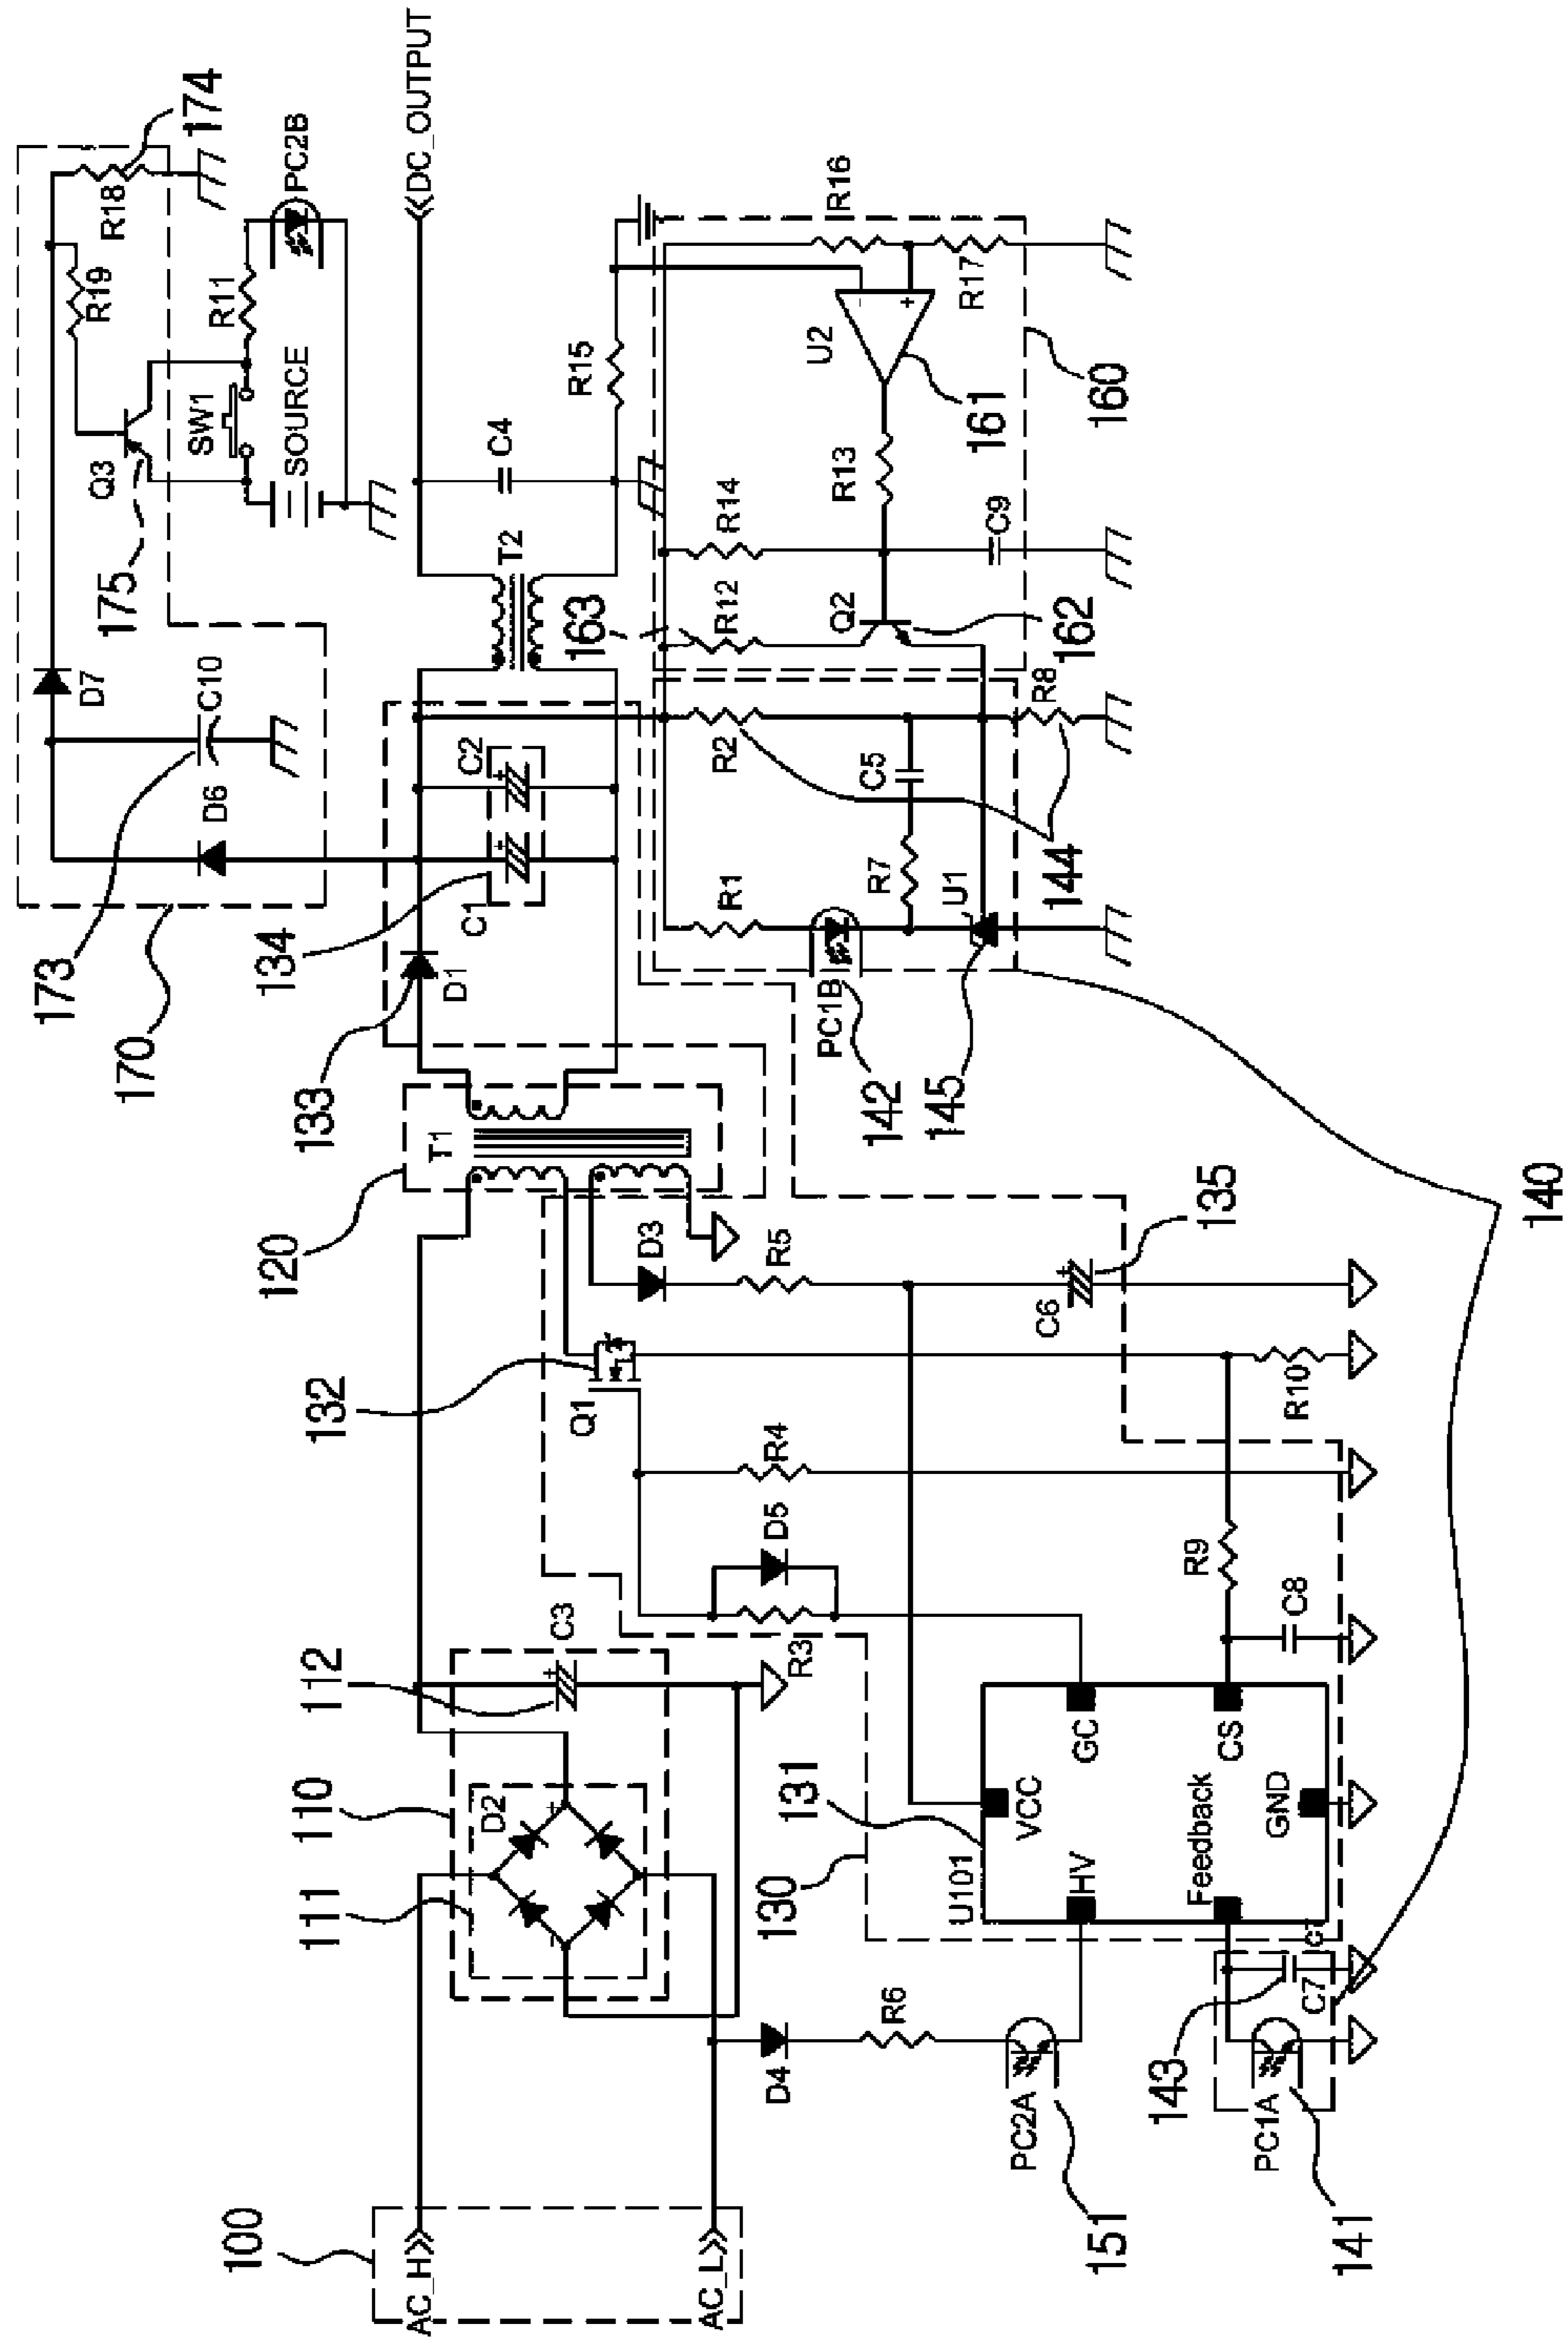 100
AC_H
AC_L
110
111
D2
112
C3
120
T1
133
D1
134
C1
C2
170
173
D6
C10
D7
175
Q3
R19
R18
174
SW1
SOURCE
R11
PC2B
T2
C4
R15
DC_OUTPUT
163
R12
R14
R13
Q2
162
C9
U2
161
160
R16
R17
-
+
R1
R2
R7
C5
U1
R8
144
PC1B
142
145
140
132
Q1
D3
R5
C6
135
R10
R4
D5
R3
R9
C8
130
131
U101
VCC
HV
GC
Feedback
CS
GND
D4
R6
PC2A
151
143
C7
PC1A
141